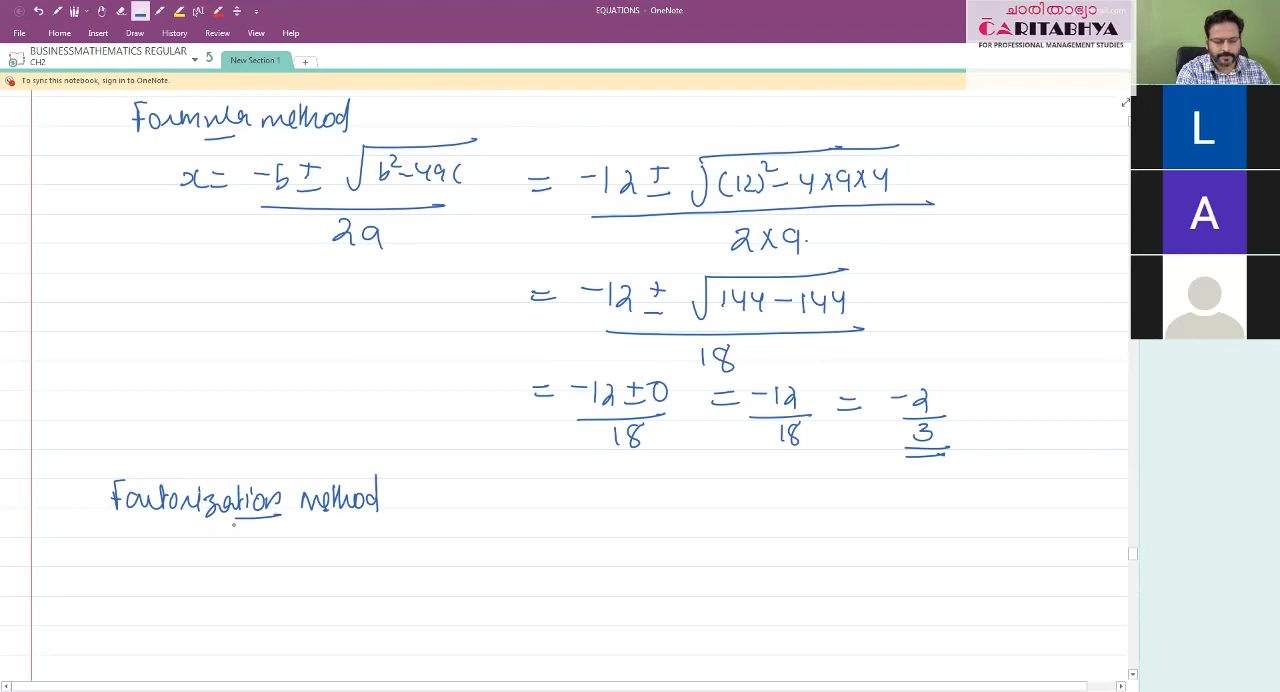 EQUATIONS - OneNote
ചാരിതാഭ്യാ
CARITABHYA
FOR PROFESSIONAL MANAGEMENT STUDIES
File Home Insert Draw History Review View Help
BUSINESSMATHEMATICS REGULAR
CH2
New Section 1
+
To sync this notebook, sign in to OneNote.
Formula method
x = -b ± √b² - 4ac / 2a = -12 ± √(12)² - 4×9×4 / 2×9
= -12 ± √144 - 144 / 18
= -12 ± 0 / 18 = -12 / 18 = -2 / 3
Factorization method
L
A